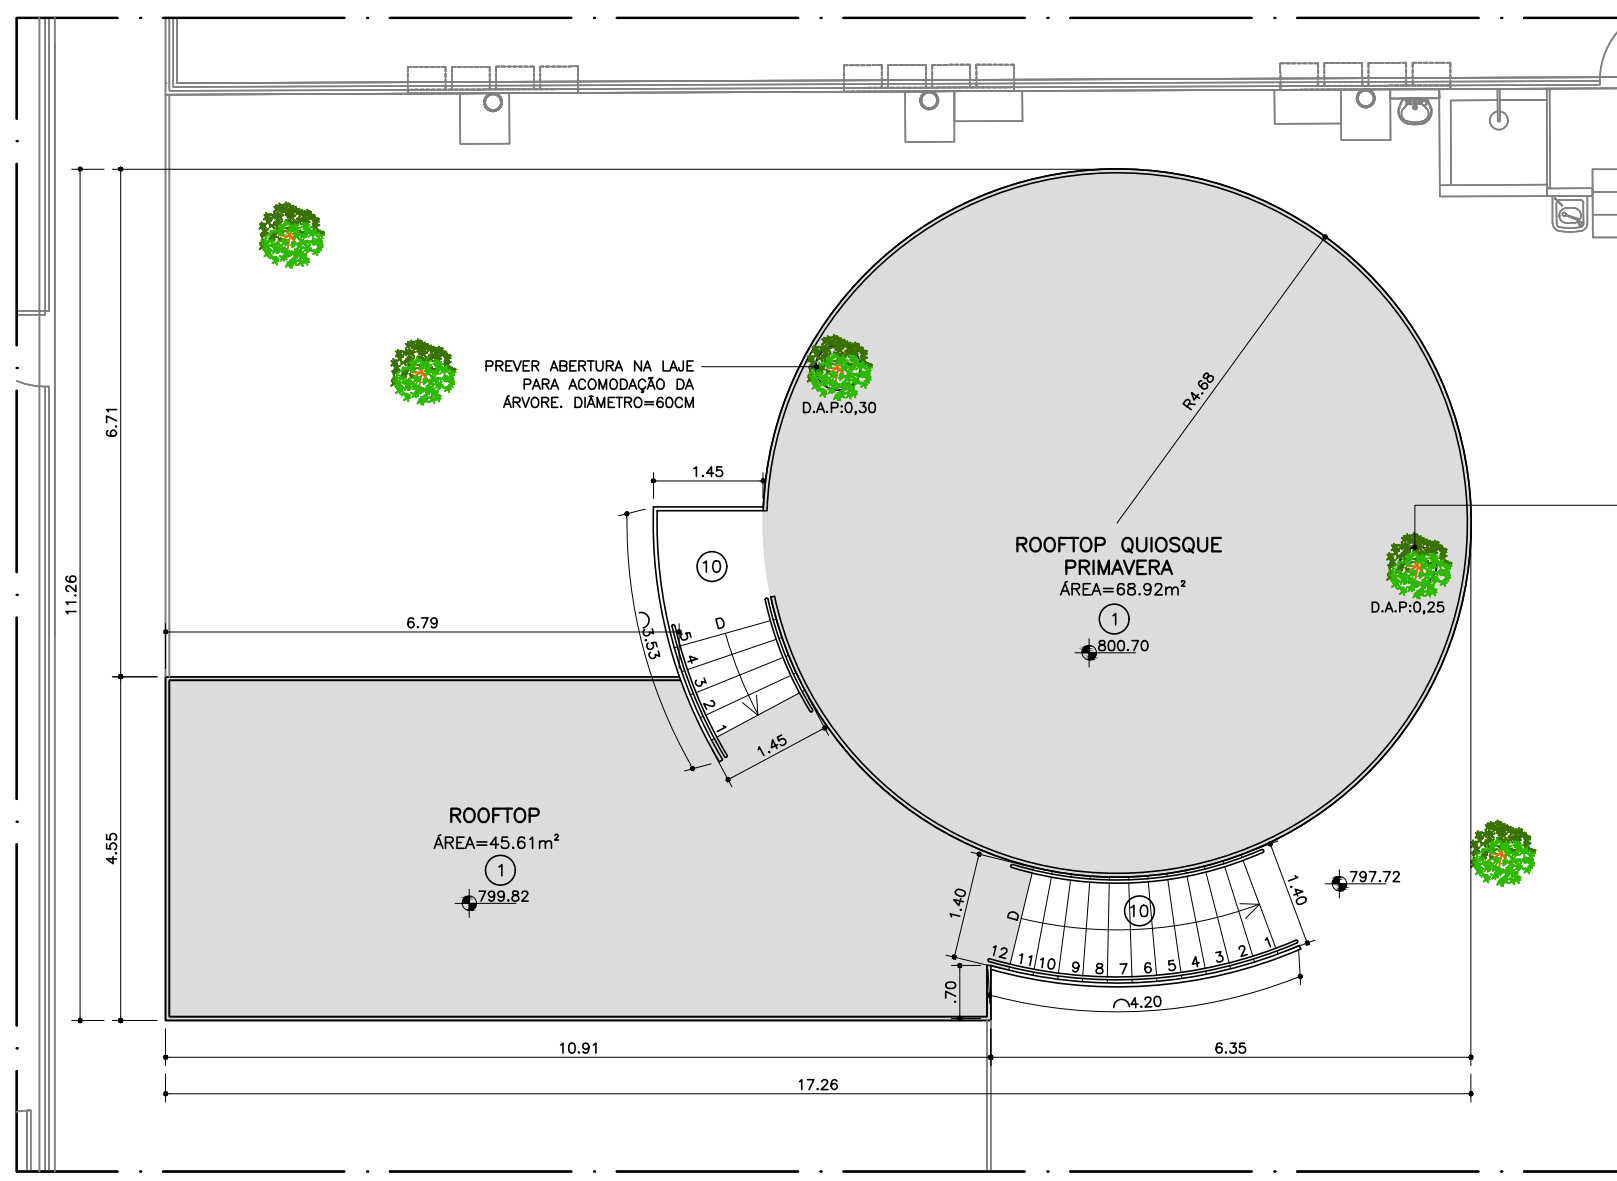 PREVER ABERTURA NA LAJE
PARA ACOMODAÇÃO DA
ÁRVORE. DIÂMETRO=60CM
D.A.P:0,30
R4.68
6.71
11.26
1.45
10
ROOFTOP QUIOSQUE
PRIMAVERA
ÁREA=68.92m²
1
800.70
D.A.P:0,25
6.79
3.53
D
5
4
3
2
1
1.45
4.55
ROOFTOP
ÁREA=45.61m²
1
799.82
797.72
1.40
1.40
D
10
12
11
10
9
8
7
6
5
4
3
2
1
.70
4.20
10.91
6.35
17.26